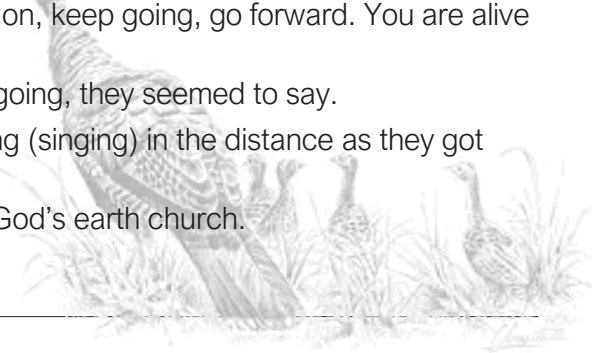 on, keep going, go forward. You are alive
going, they seemed to say.
(singing) in the distance as they got
God's earth church.